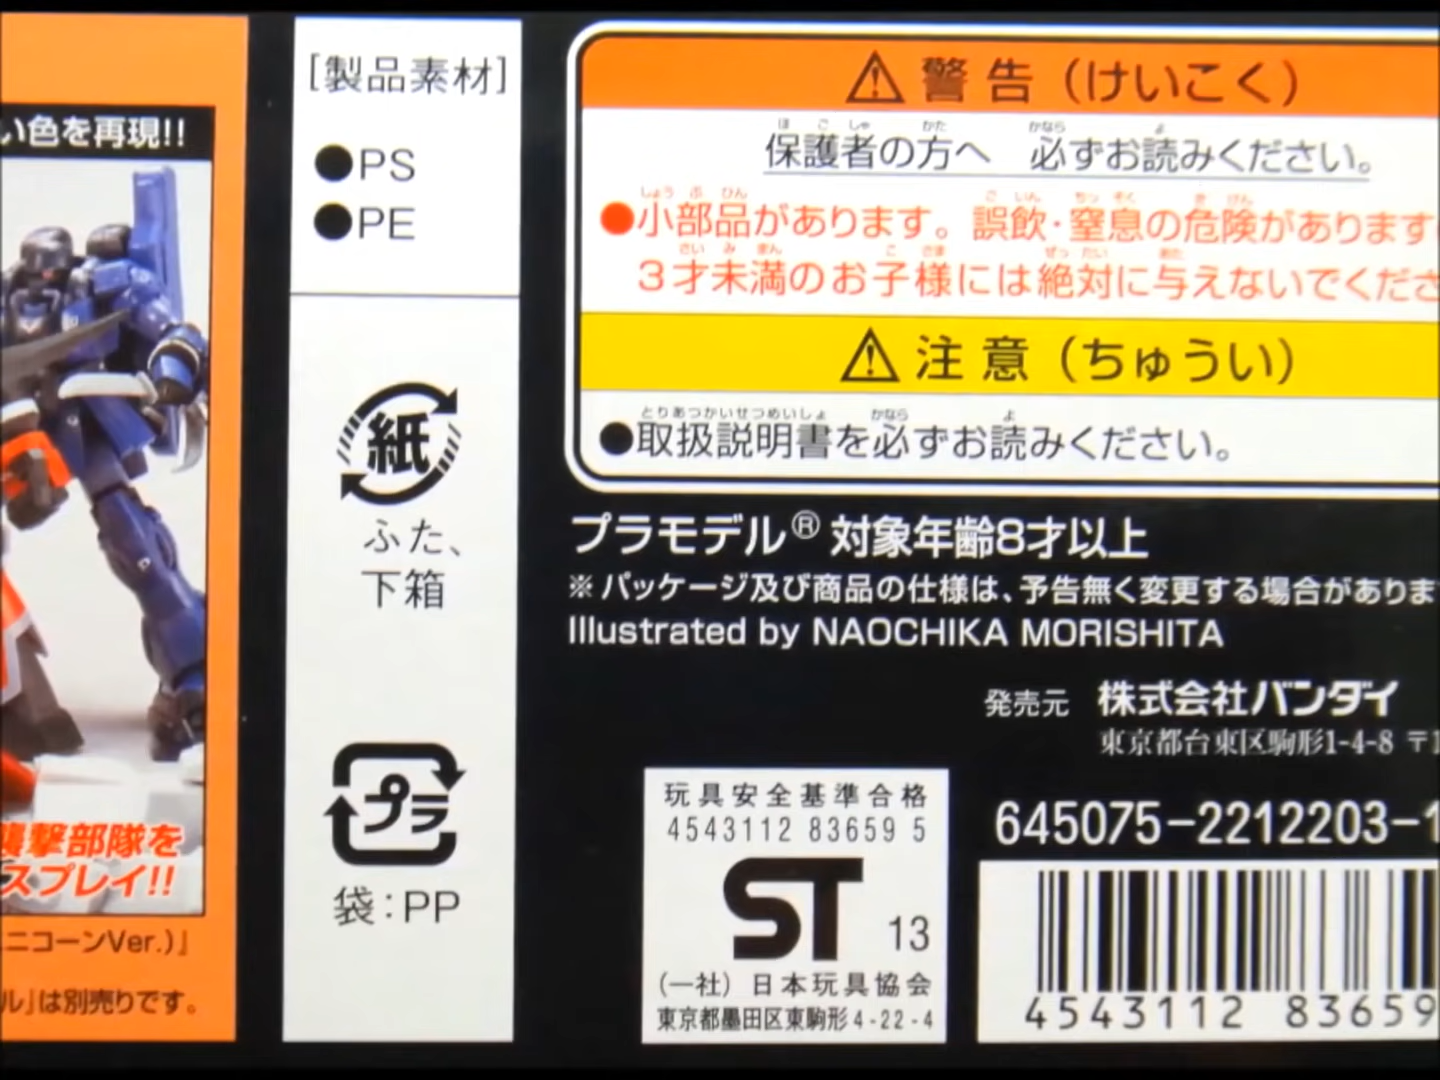 い色を再現!!
撃部隊を
スプレイ!!
ニコーンVer.)』
ル』は別売りです。
[製品素材]
●PS
●PE
紙
ふた、
下箱
プラ
袋:PP
警告(けいこく)
保護者の方へ 必ずお読みください。
●小部品があります。誤飲・窒息の危険があります
3才未満のお子様には絶対に与えないでくださ
注意(ちゅうい)
●取扱説明書を必ずお読みください。
プラモデル® 対象年齢8才以上
※パッケージ及び商品の仕様は、予告無く変更する場合がありま
Illustrated by NAOCHIKA MORISHITA
発売元 株式会社バンダイ
東京都台東区駒形1-4-8 〒1
645075-2212203-1
玩具安全基準合格
4543112 83659 5
ST 13
(一社)日本玩具協会
東京都墨田区東駒形4-22-4
4543112 83659